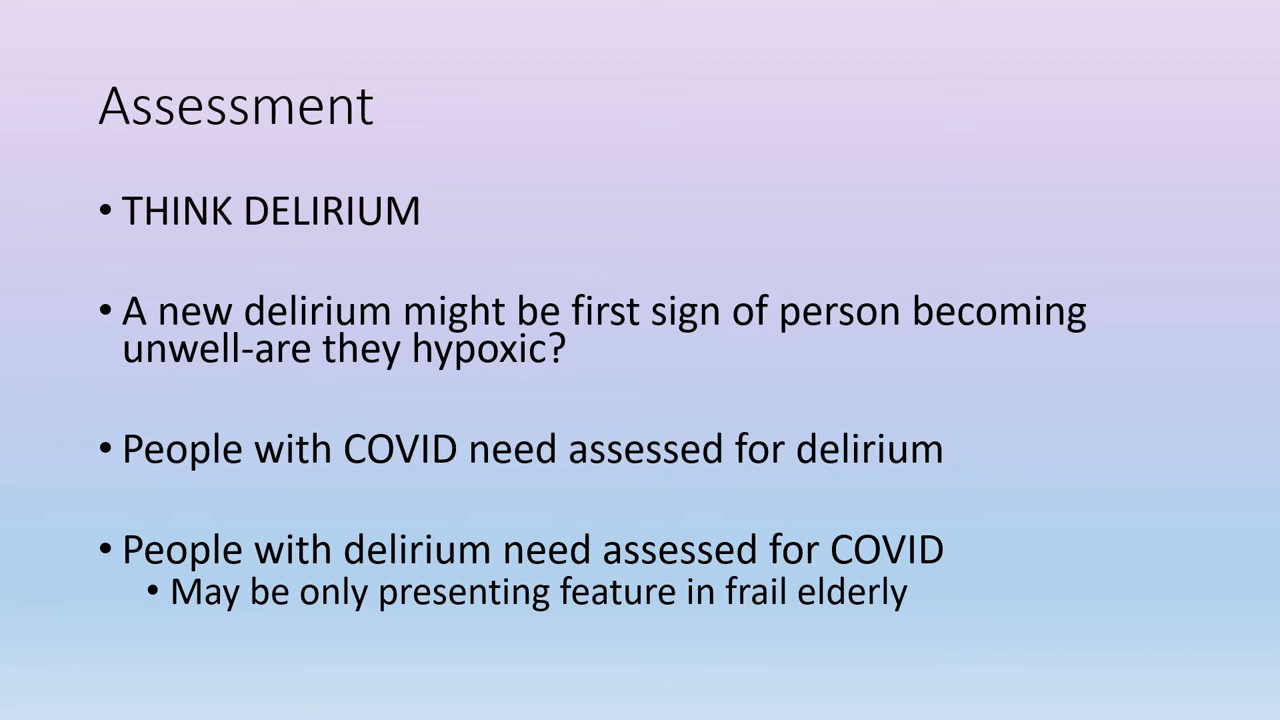 Assessment
• THINK DELIRIUM
• A new delirium might be first sign of person becoming
unwell-are they hypoxic?
• People with COVID need assessed for delirium
• People with delirium need assessed for COVID
• May be only presenting feature in frail elderly